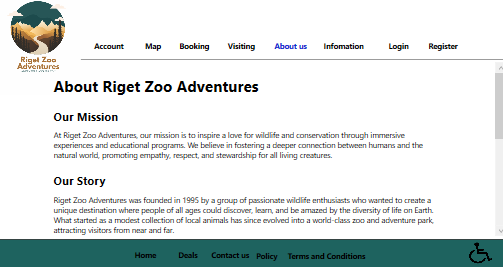 Riget Zoo
Adventures
Account Map Booking Visiting About us Infomation Login Register
About Riget Zoo Adventures
Our Mission
At Riget Zoo Adventures, our mission is to inspire a love for wildlife and conservation through immersive
experiences and educational programs. We believe in fostering a deeper connection between humans and the
natural world, promoting empathy, respect, and stewardship for all living creatures.
Our Story
Riget Zoo Adventures was founded in 1995 by a group of passionate wildlife enthusiasts who wanted to create a
unique destination where people of all ages could discover, learn, and be amazed by the diversity of life on Earth.
What started as a modest collection of local animals has since evolved into a world-class zoo and adventure park,
attracting visitors from near and far.
Home Deals Contact us Policy Terms and Conditions